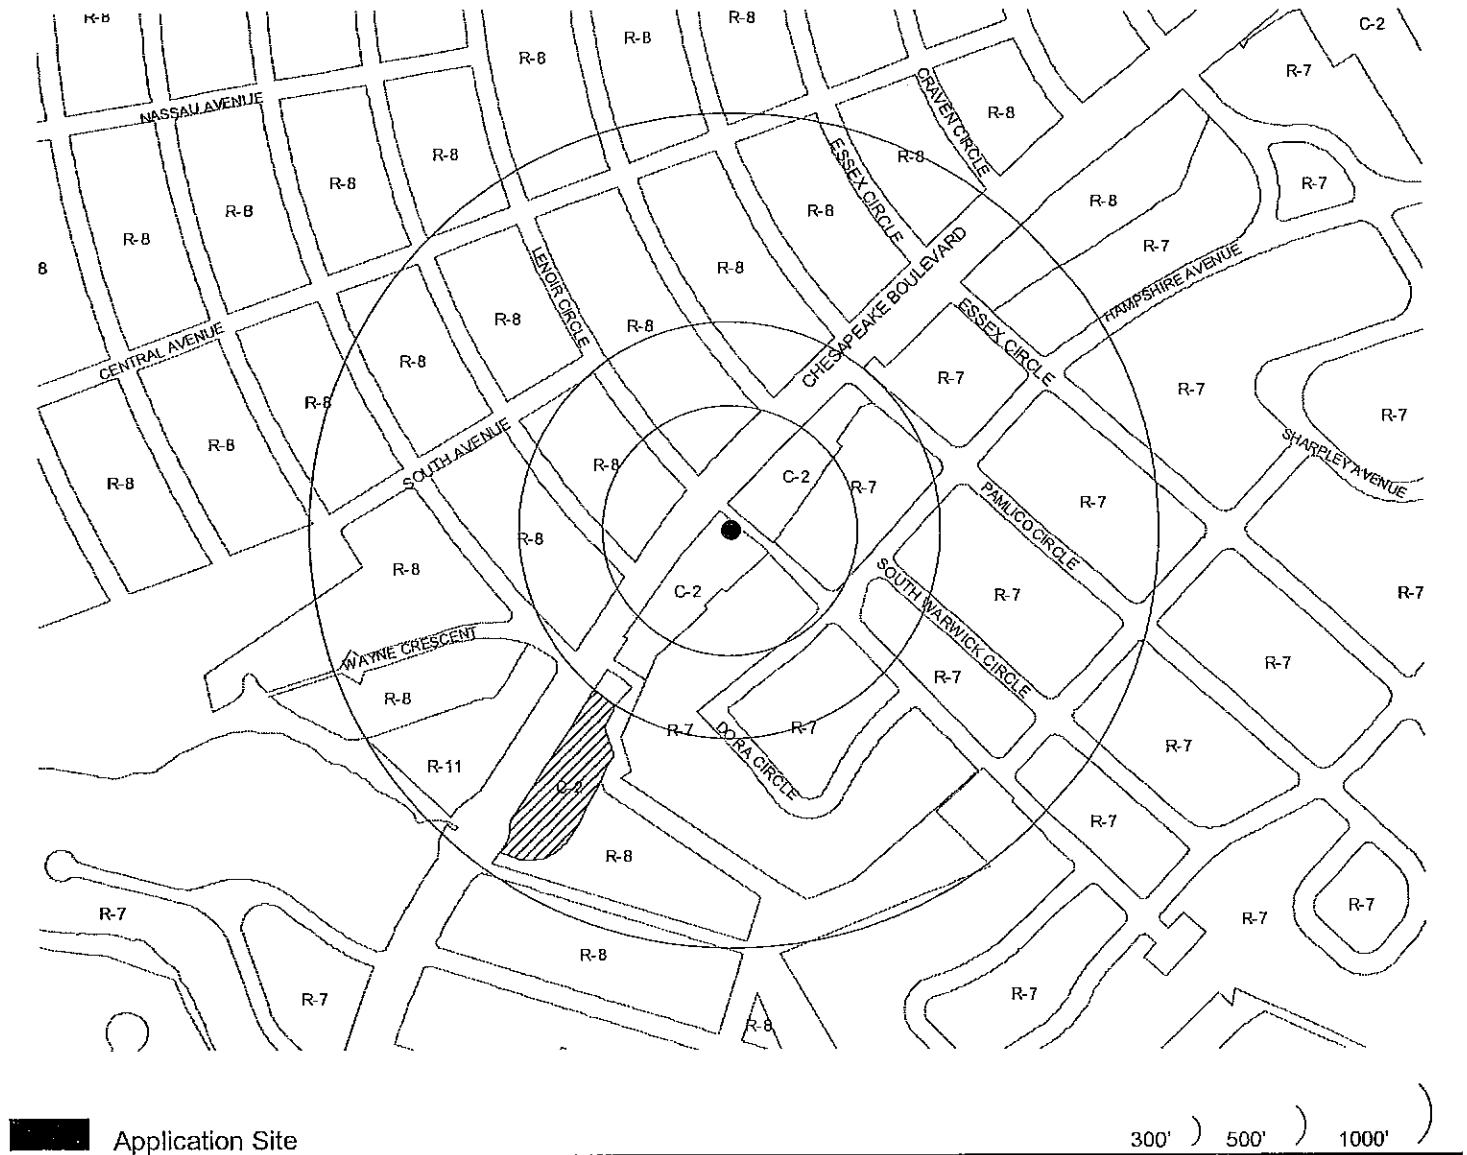 R-8
R-8
R-8
R-8
C-2
R-7
NASSAU AVENUE
CRAVEN CIRCLE
R-8
R-8
R-8
R-8
ESSEX CIRCLE
R-7
R-8
R-8
R-8
R-8
R-8
CHESAPEAKE BOULEVARD
R-7
HAMPSHIRE AVENUE
8
R-8
LENOIR CIRCLE
R-8
R-8
CENTRAL AVENUE
R-8
ESSEX CIRCLE
R-7
R-7
R-8
R-7
R-8
SOUTH AVENUE
SHARPLEY AVENUE
R-8
R-8
C-2
R-7
PAMLICO CIRCLE
R-7
R-8
R-8
C-2
SOUTH WARWICK CIRCLE
R-7
R-7
WAYNE CRESCENT
R-8
R-7
R-7
R-7
R-7
DORA CIRCLE
R-7
R-11
C-2
R-7
R-8
R-7
R-7
R-7
R-8
R-7
R-7
R-8
Application Site
300' ) 500' ) 1000' )